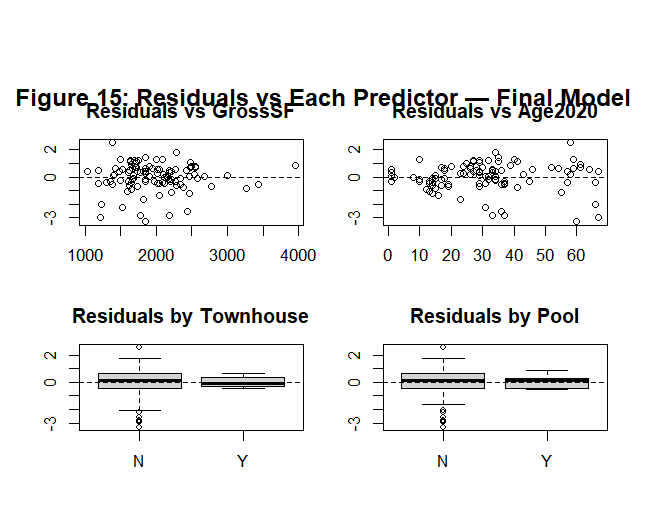 Figure 15: Residuals vs Each Predictor — Final Model
Residuals vs GrossSF
Residuals vs Age2020
2
0
-3
1000
2000
3000
4000
2
0
-3
0
10
20
30
40
50
60
Residuals by Townhouse
Residuals by Pool
2
0
-3
N
Y
2
0
-3
N
Y